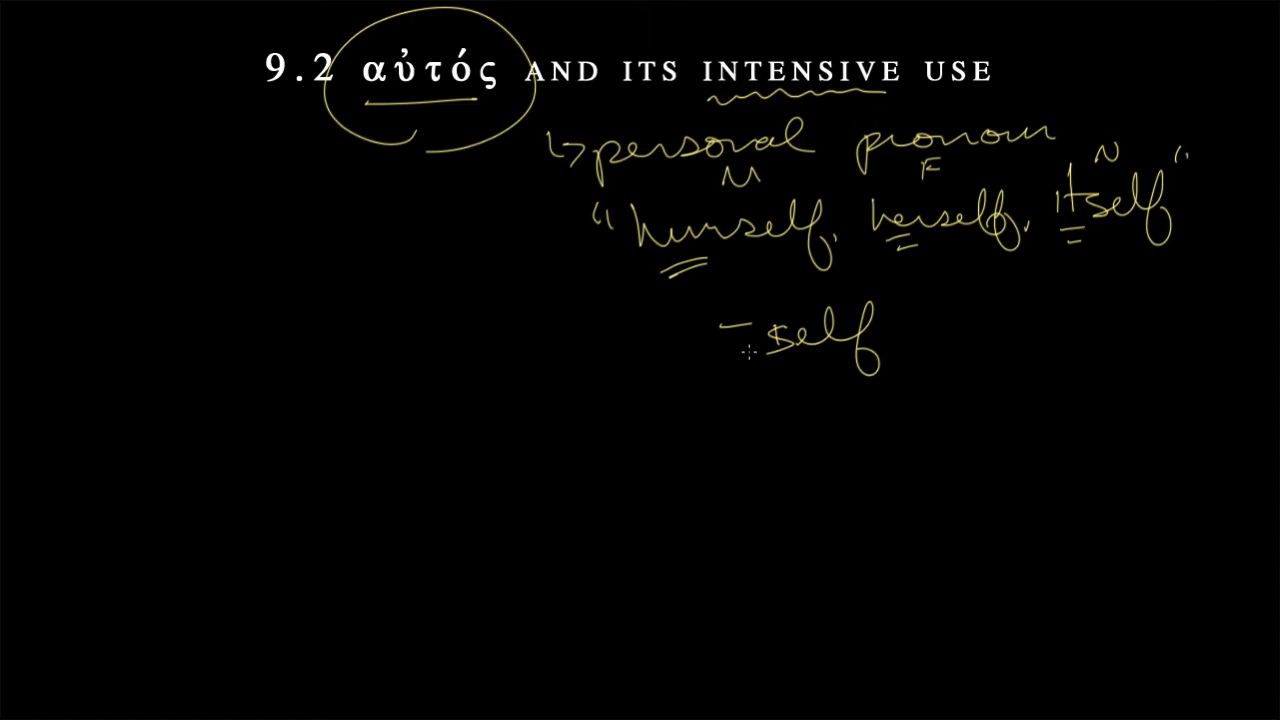 9.2 αὐτός AND ITS INTENSIVE USE
↳ personal pronoun
M F N
"himself, herself, itself"
- self